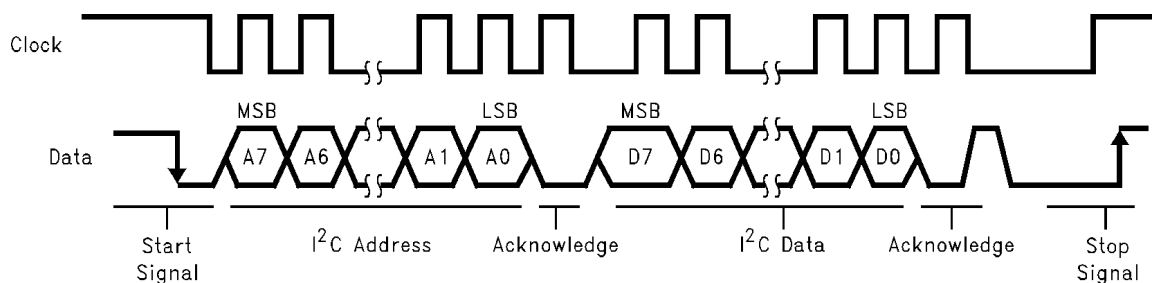 Clock
MSB LSB MSB LSB
Data A7 A6 A1 A0 D7 D6 D1 D0
Start Signal
I²C Address
Acknowledge
I²C Data
Acknowledge
Stop Signal